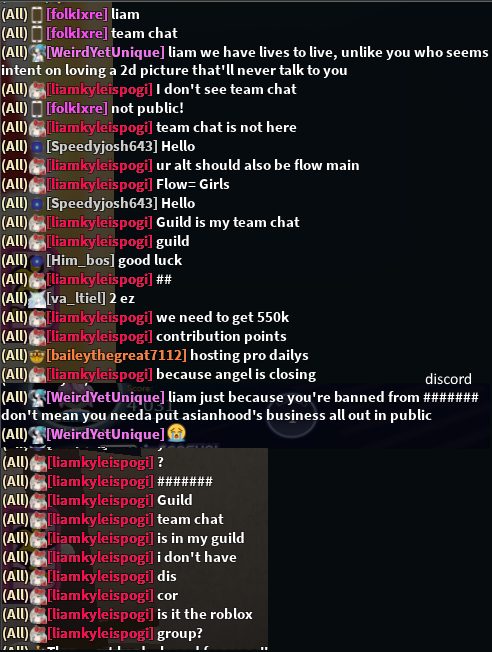 (All) [folkIxre] liam
(All) [folkIxre] team chat
(All) [WeirdYetUnique] liam we have lives to live, unlike you who seems
intent on loving a 2d picture that'll never talk to you
(All) [liamkyleispogi] I don't see team chat
(All) [folkIxre] not public!
(All) [liamkyleispogi] team chat is not here
(All) [Speedyjosh643] Hello
(All) [liamkyleispogi] ur alt should also be flow main
(All) [liamkyleispogi] Flow= Girls
(All) [Speedyjosh643] Hello
(All) [liamkyleispogi] Guild is my team chat
(All) [liamkyleispogi] guild
(All) [Him_bos] good luck
(All) [liamkyleispogi] ##
(All) [va_ltiel] 2 ez
(All) [liamkyleispogi] we need to get 550k
(All) [liamkyleispogi] contribution points
(All) [baileythegreat7112] hosting pro dailys
(All) [liamkyleispogi] because angel is closing
discord
(All) [WeirdYetUnique] liam just because you're banned from #######
don't mean you needa put asianhood's business all out in public
(All) [WeirdYetUnique] 😭
(All) [liamkyleispogi] ?
(All) [liamkyleispogi] #######
(All) [liamkyleispogi] Guild
(All) [liamkyleispogi] team chat
(All) [liamkyleispogi] is in my guild
(All) [liamkyleispogi] i don't have
(All) [liamkyleispogi] dis
(All) [liamkyleispogi] cor
(All) [liamkyleispogi] is it the roblox
(All) [liamkyleispogi] group?